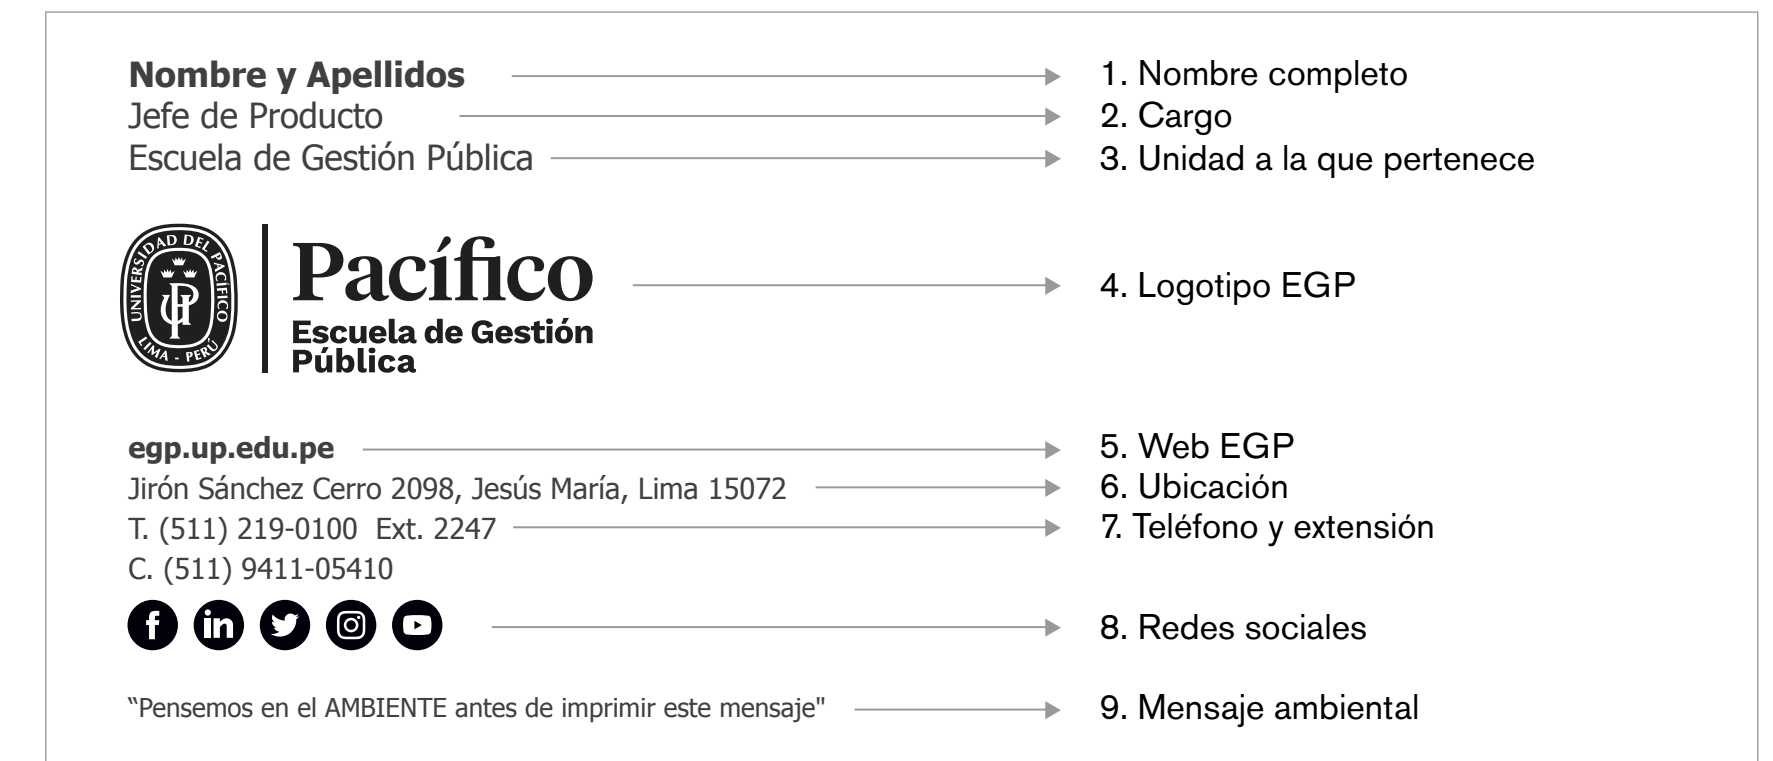 Nombre y Apellidos
1. Nombre completo
Jefe de Producto
2. Cargo
Escuela de Gestión Pública
3. Unidad a la que pertenece
UNIVERSIDAD DEL PACÍFICO
LIMA - PERÚ
Pacífico
Escuela de Gestión
Pública
4. Logotipo EGP
egp.up.edu.pe
5. Web EGP
Jirón Sánchez Cerro 2098, Jesús María, Lima 15072
6. Ubicación
T. (511) 219-0100 Ext. 2247
7. Teléfono y extensión
C. (511) 9411-05410
8. Redes sociales
“Pensemos en el AMBIENTE antes de imprimir este mensaje"
9. Mensaje ambiental